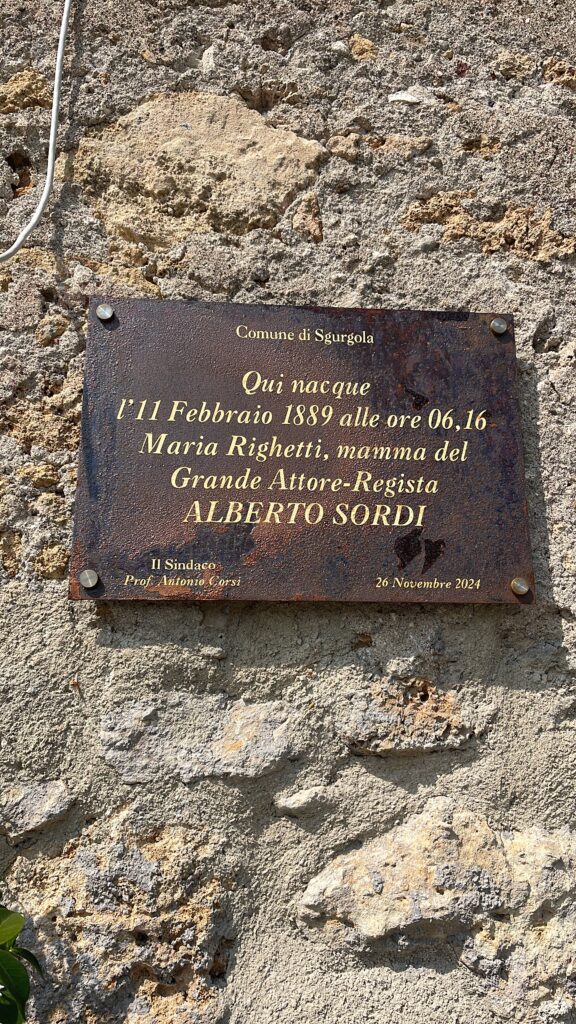 Comune di Sgurgola
Qui nacque
l'11 Febbraio 1889 alle ore 06,16
Maria Righetti, mamma del
Grande Attore-Regista
ALBERTO SORDI
Il Sindaco
Prof. Antonio Corsi
26 Novembre 2024